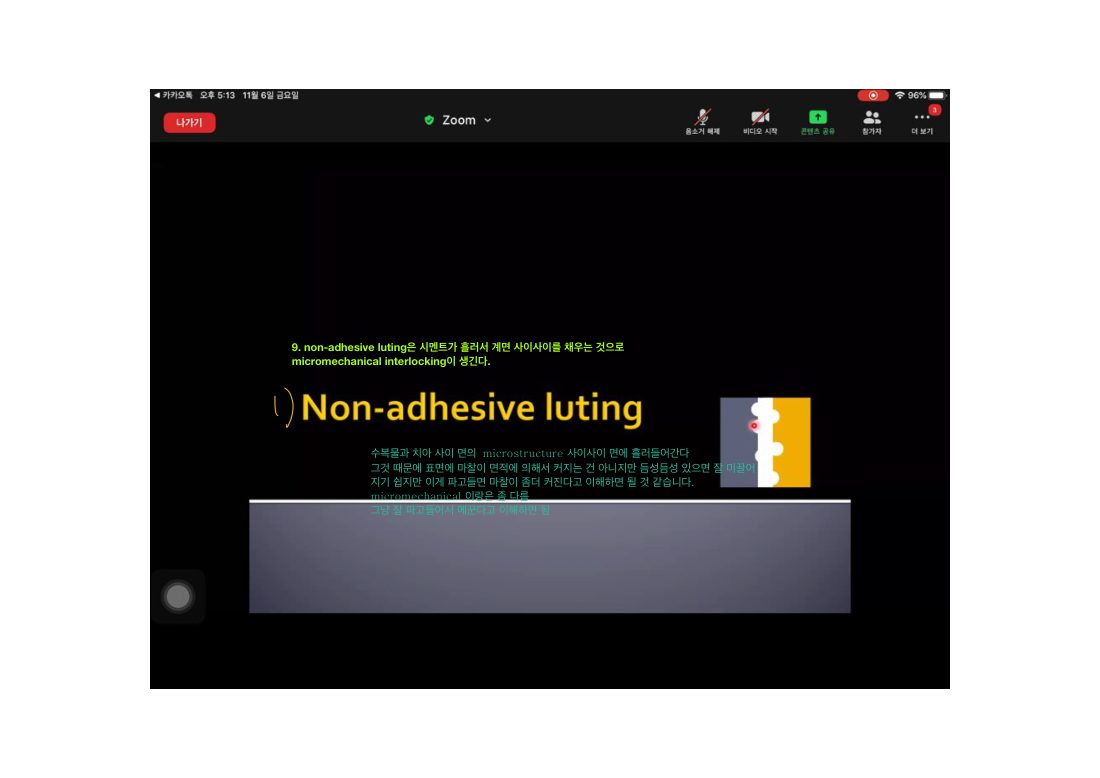 ◀ 카카오톡 오후 5:13 11월 6일 금요일
96%
나가기
Zoom
음소거 해제
비디오 시작
콘텐츠 공유
참가자
3
더 보기
9. non-adhesive luting은 시멘트가 흘러서 계면 사이사이를 채우는 것으로
micromechanical interlocking이 생긴다.
1) Non-adhesive luting
수복물과 치아 사이 면의 microstructure 사이사이 면에 흘러들어간다
그것 때문에 표면에 마찰이 면적에 의해서 커지는 건 아니지만 듬성듬성 있으면 잘 미끌어
지기 쉽지만 이게 파고들면 마찰이 좀더 커진다고 이해하면 될 것 같습니다.
micromechanical 이랑은 좀 다름
그냥 잘 파고들어서 메꾼다고 이해하면 됨